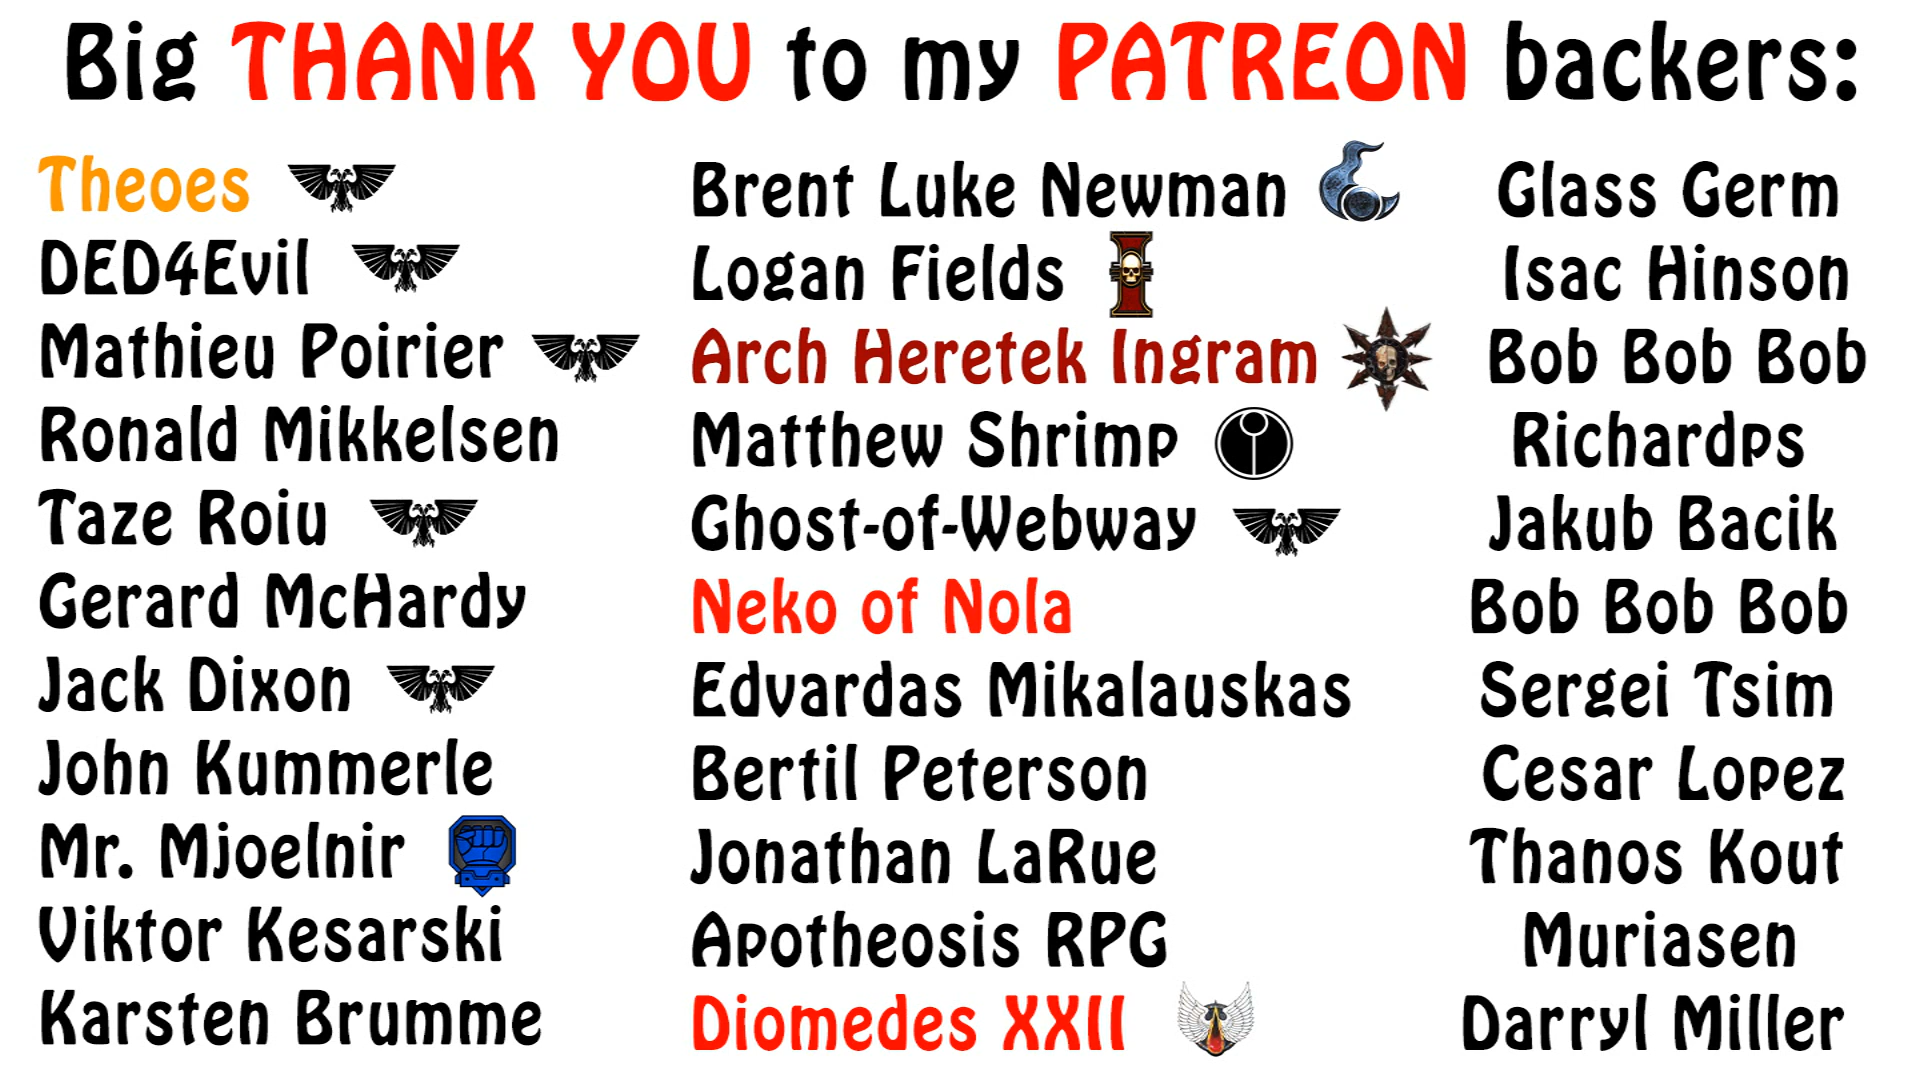 Big THANK YOU to my PATREON backers:
Theoes
DED4Evil
Mathieu Poirier
Ronald Mikkelsen
Taze Roiu
Gerard McHardy
Jack Dixon
John Kummerle
Mr. Mjoelnir
Viktor Kesarski
Karsten Brumme
Brent Luke Newman
Logan Fields
Arch Heretek Ingram
Matthew Shrimp
Ghost-of-Webway
Neko of Nola
Edvardas Mikalauskas
Bertil Peterson
Jonathan LaRue
Apotheosis RPG
Diomedes XXII
Glass Germ
Isac Hinson
Bob Bob Bob
Richardps
Jakub Bacik
Bob Bob Bob
Sergei Tsim
Cesar Lopez
Thanos Kout
Muriasen
Darryl Miller